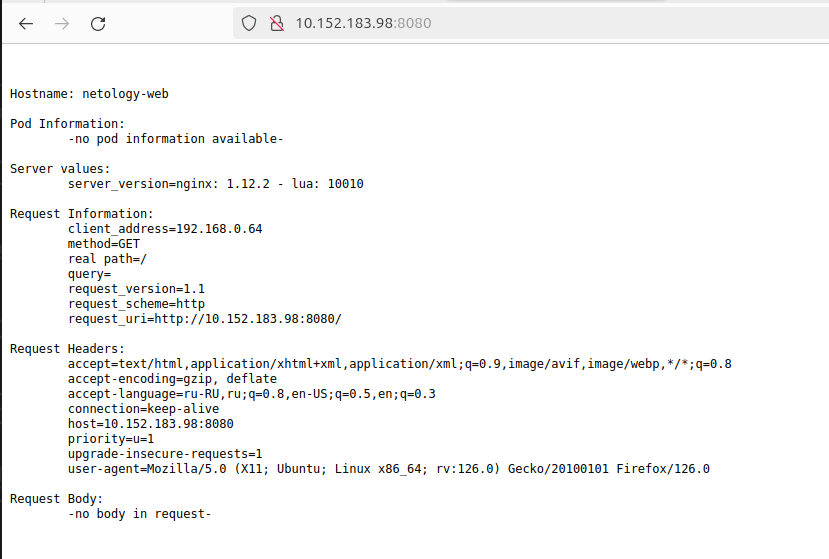 10.152.183.98:8080
Hostname: netology-web
Pod Information:
-no pod information available-
Server values:
server_version=nginx: 1.12.2 - lua: 10010
Request Information:
client_address=192.168.0.64
method=GET
real path=/
query=
request_version=1.1
request_scheme=http
request_uri=http://10.152.183.98:8080/
Request Headers:
accept=text/html,application/xhtml+xml,application/xml;q=0.9,image/avif,image/webp,*/*;q=0.8
accept-encoding=gzip, deflate
accept-language=ru-RU,ru;q=0.8,en-US;q=0.5,en;q=0.3
connection=keep-alive
host=10.152.183.98:8080
priority=u=1
upgrade-insecure-requests=1
user-agent=Mozilla/5.0 (X11; Ubuntu; Linux x86_64; rv:126.0) Gecko/20100101 Firefox/126.0
Request Body:
-no body in request-